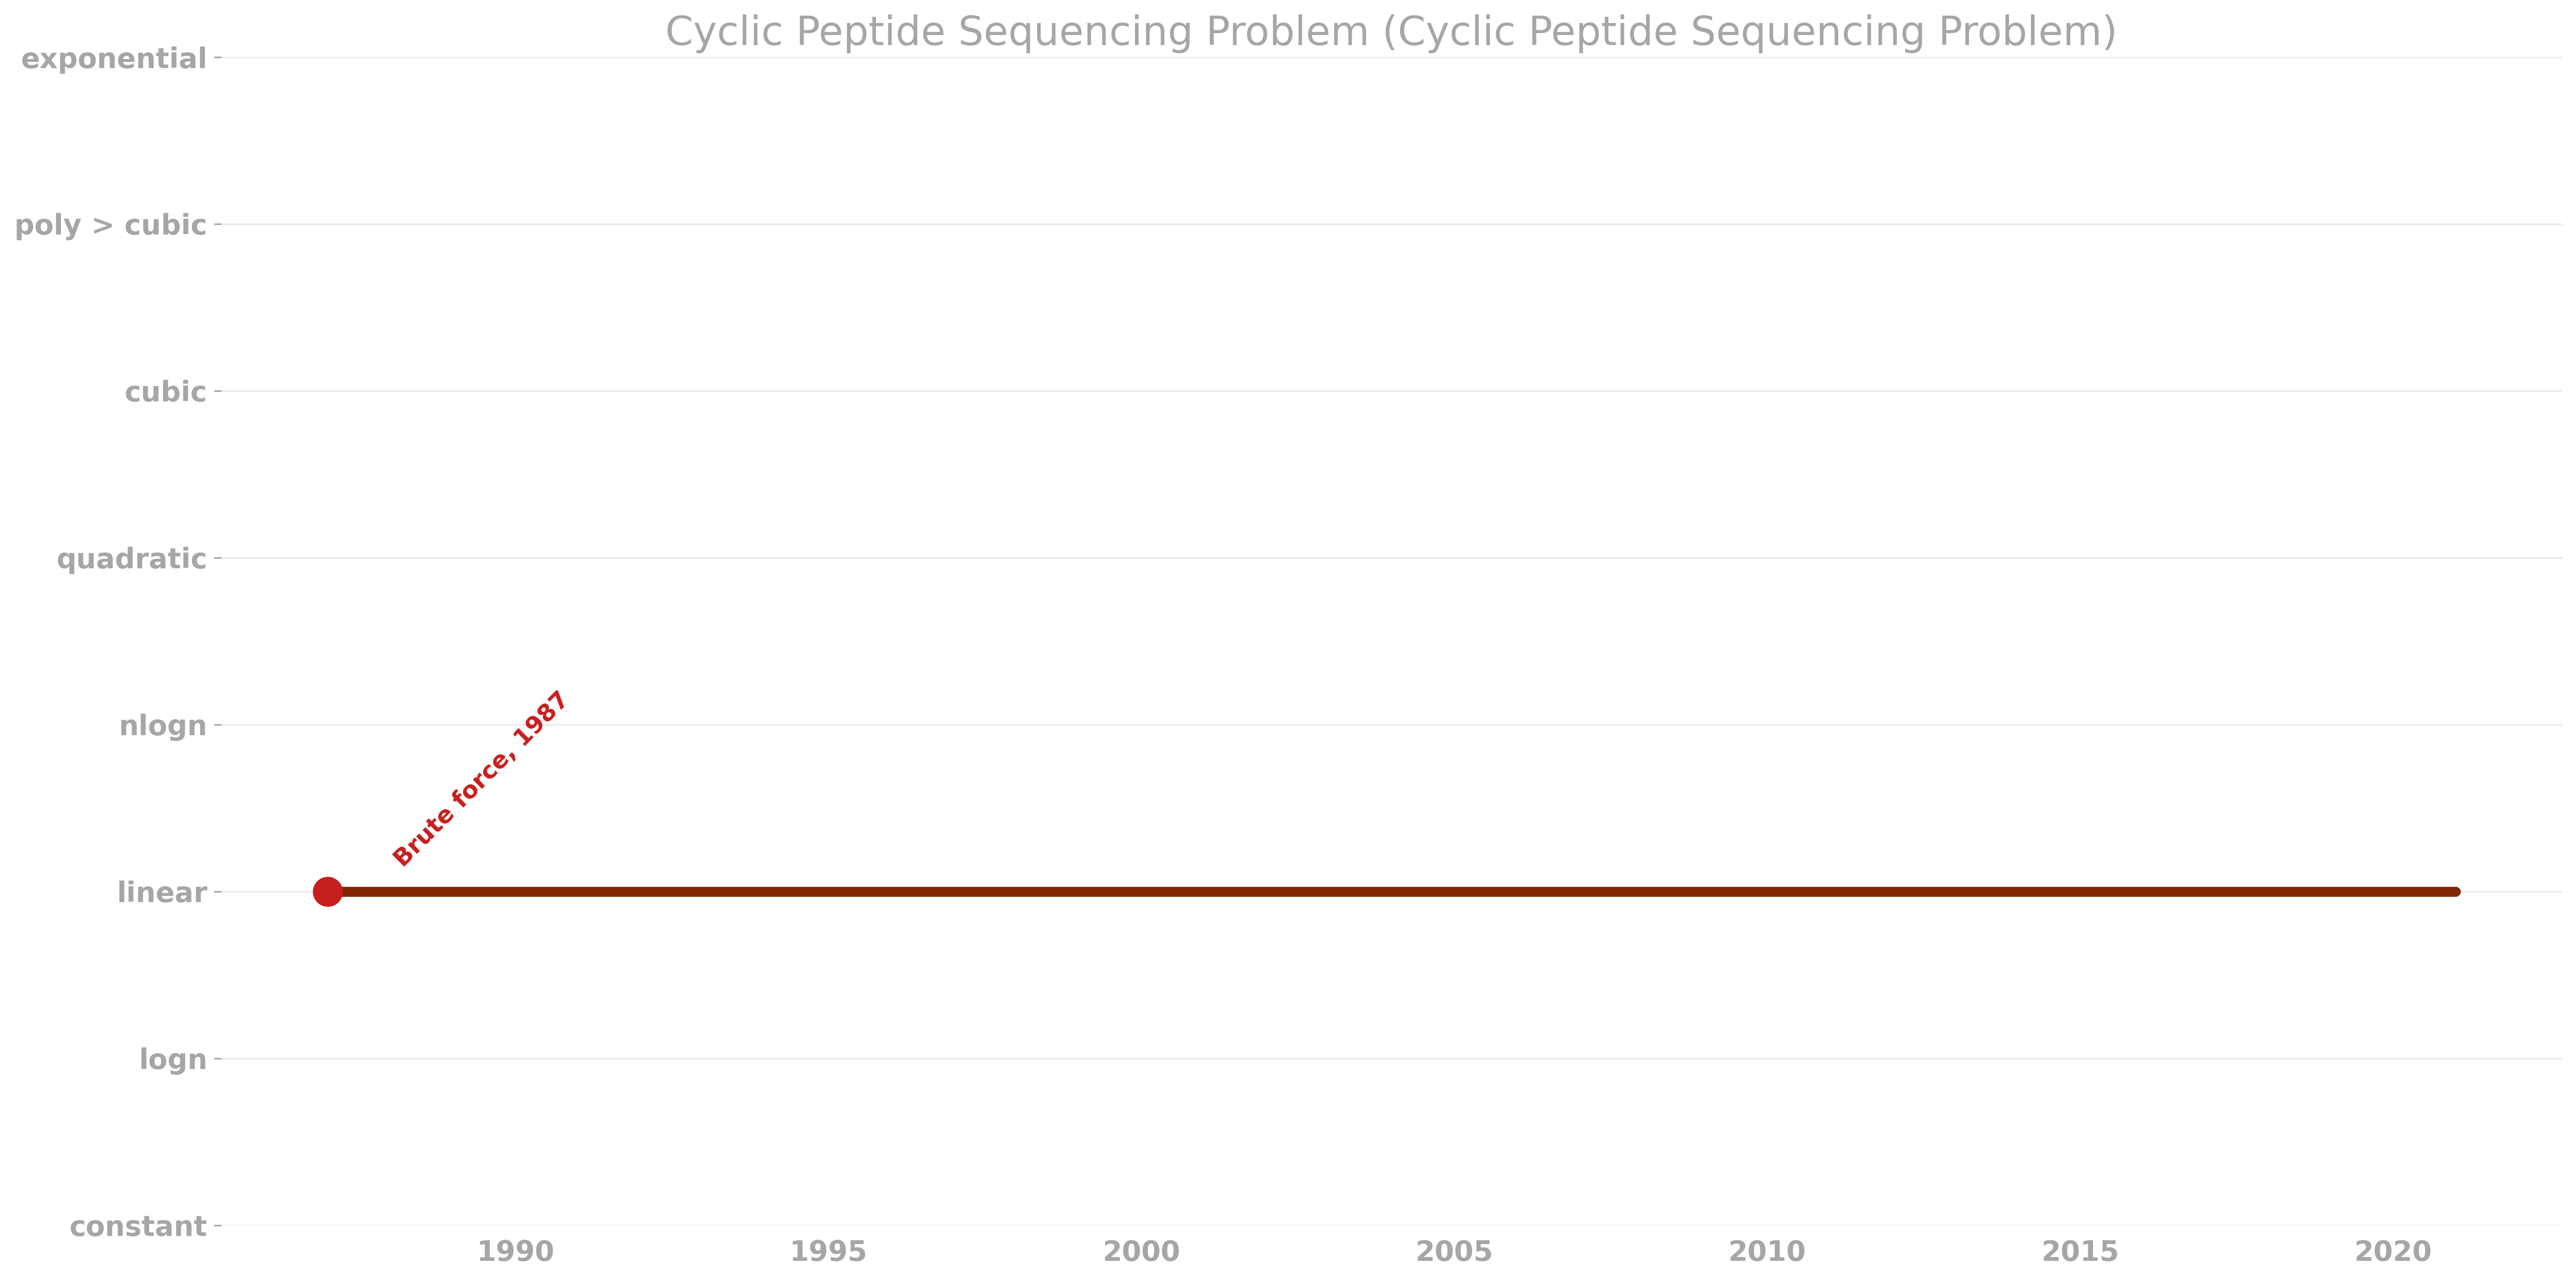 Cyclic Peptide Sequencing Problem (Cyclic Peptide Sequencing Problem)
exponential
poly > cubic
cubic
quadratic
nlogn
Brute force, 1987
linear
logn
constant
1990 1995 2000 2005 2010 2015 2020